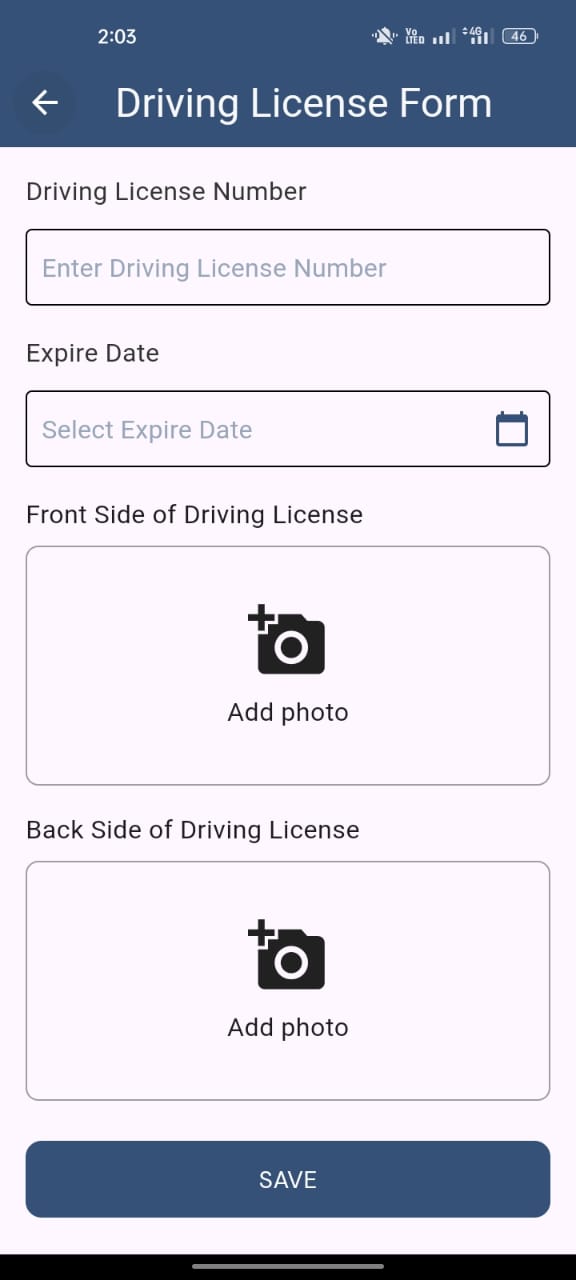 2:03
Vo
LTED
4G
46
Driving License Form
Driving License Number
Enter Driving License Number
Expire Date
Select Expire Date
Front Side of Driving License
Add photo
Back Side of Driving License
Add photo
SAVE